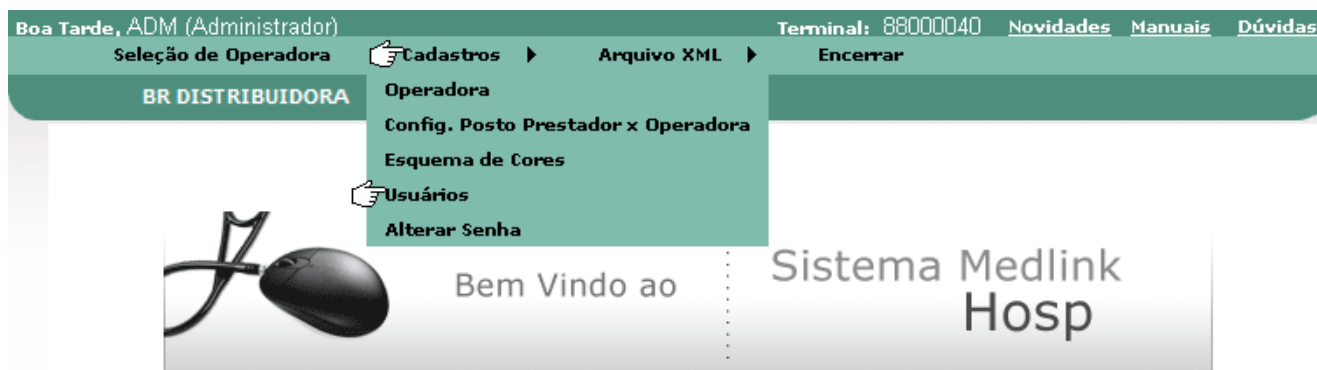 Boa Tarde, ADM (Administrador) Terminal: 88000040 Novidades Manuais Dúvidas
Seleção de Operadora Cadastros Arquivo XML Encerrar
BR DISTRIBUIDORA
Operadora
Config. Posto Prestador x Operadora
Esquema de Cores
Usuários
Alterar Senha
Bem Vindo ao
Sistema Medlink
Hosp